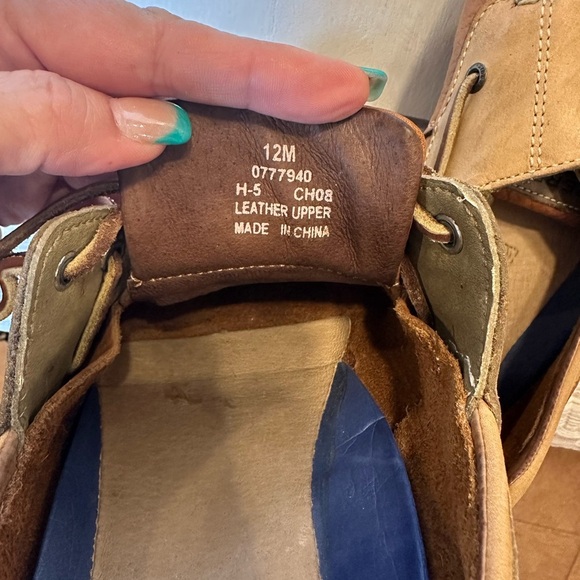 12M
0777940
H-5 CH08
LEATHER UPPER
MADE IN CHINA